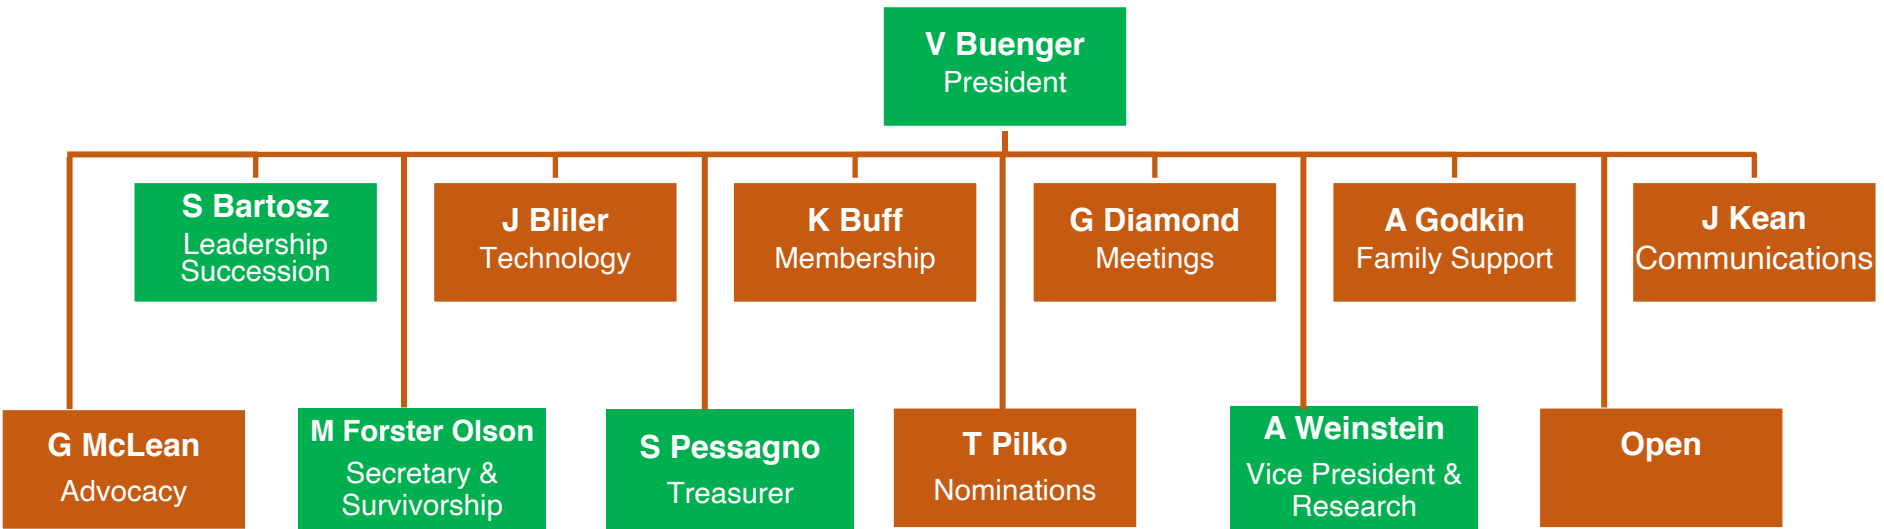 V Buenger
President
S Bartosz
Leadership
Succession
J Bliler
Technology
K Buff
Membership
G Diamond
Meetings
A Godkin
Family Support
J Kean
Communications
G McLean
Advocacy
M Forster Olson
Secretary &
Survivorship
S Pessagno
Treasurer
T Pilko
Nominations
A Weinstein
Vice President &
Research
Open